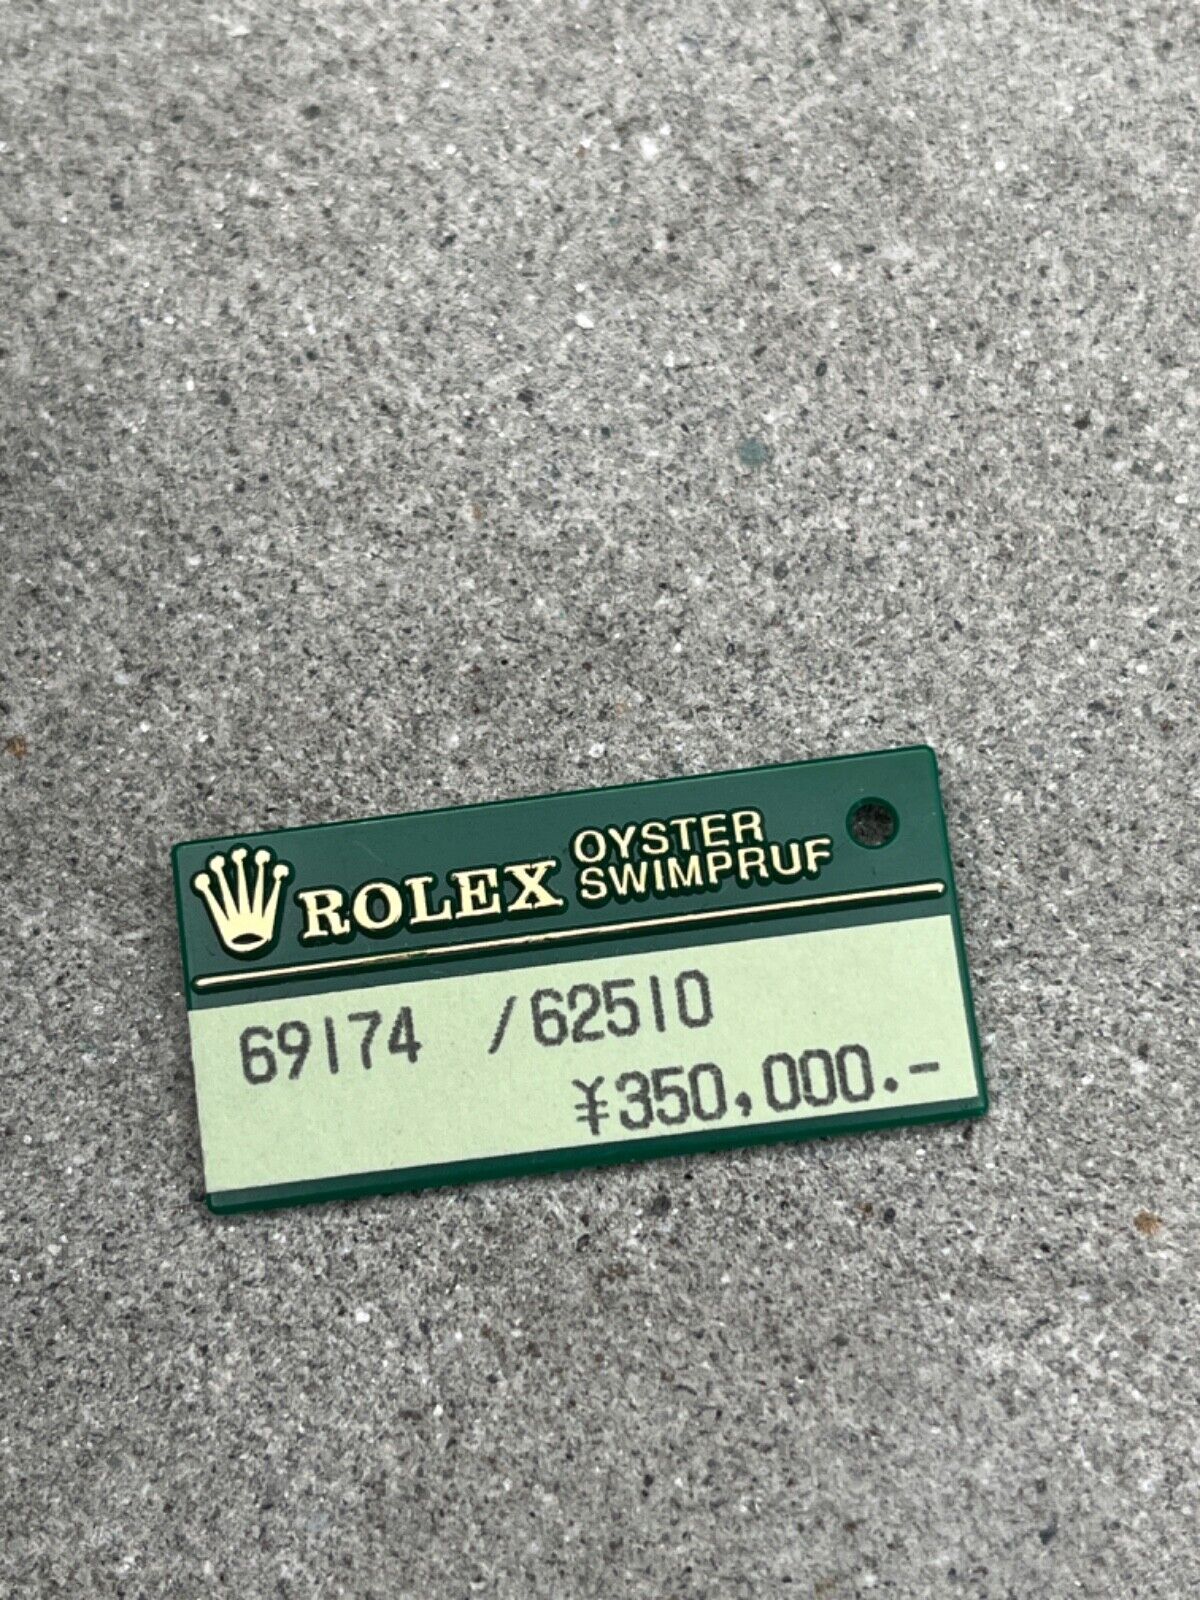 ROLEX OYSTER SWIMPRUF
69174 /62510
¥350,000.-